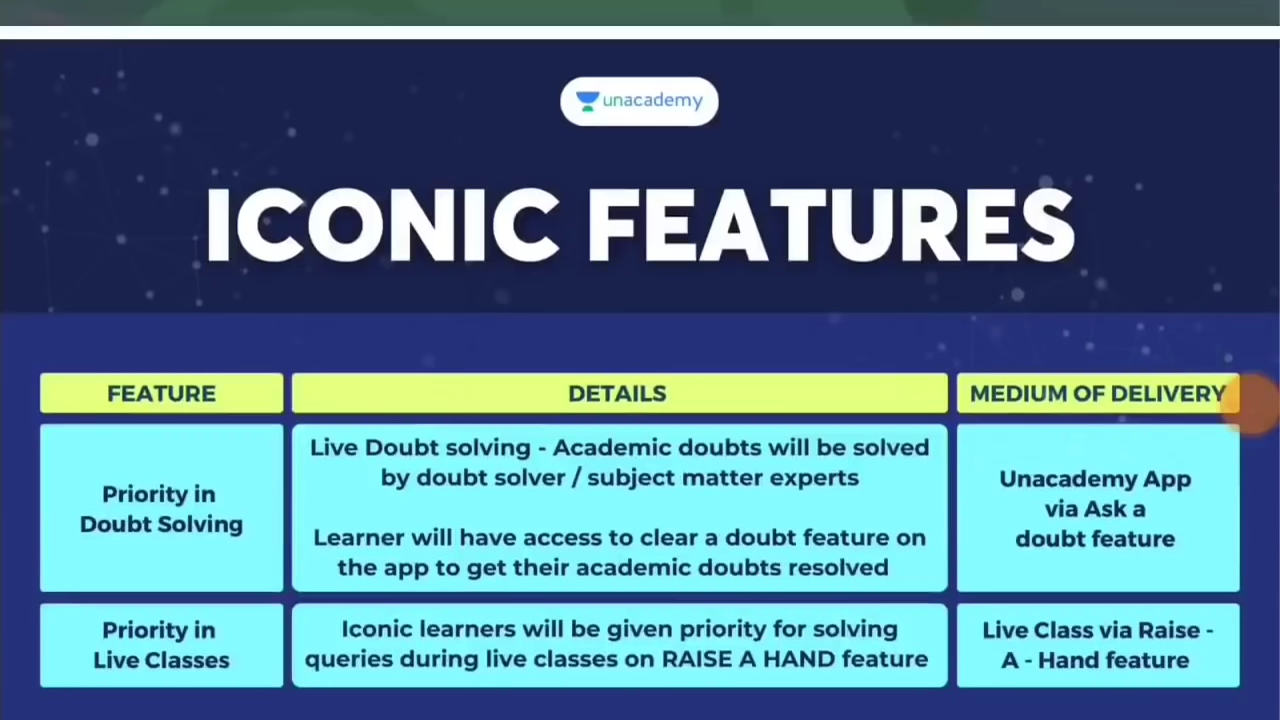 unacademy
ICONIC FEATURES
FEATURE
DETAILS
MEDIUM OF DELIVERY
Priority in
Doubt Solving
Live Doubt solving - Academic doubts will be solved
by doubt solver / subject matter experts
Learner will have access to clear a doubt feature on
the app to get their academic doubts resolved
Unacademy App
via Ask a
doubt feature
Priority in
Live Classes
Iconic learners will be given priority for solving
queries during live classes on RAISE A HAND feature
Live Class via Raise -
A - Hand feature